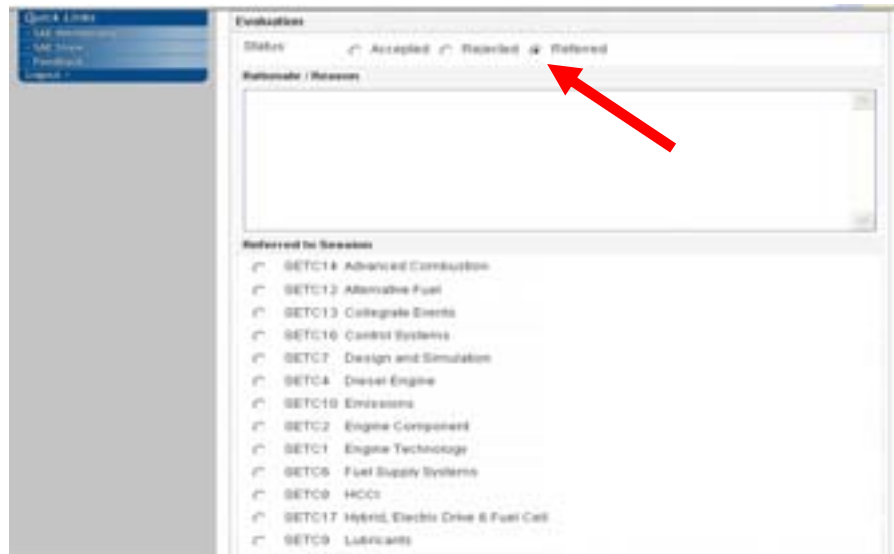 Quick Links
- SAE Membership
- SAE Store
- Feedback
Logout
Evaluation
Status Accepted Rejected Referred
Rationale / Reason
Referred to Session
SETC14 Advanced Combustion
SETC12 Alternative Fuel
SETC13 Collegiate Events
SETC16 Control Systems
SETC7 Design and Simulation
SETC4 Diesel Engine
SETC10 Emissions
SETC2 Engine Component
SETC1 Engine Technology
Fuel Supply Systems
HCCI
SETC17 Hybrid, Electric Drive & Fuel Cell
SETC9 Lubricants